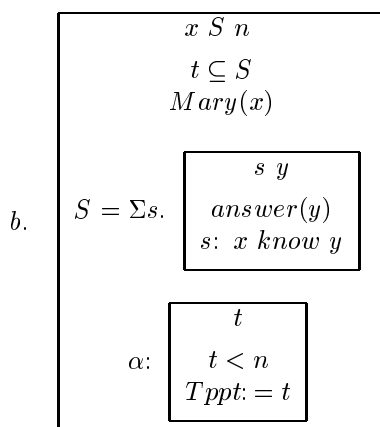 x S n
t ⊆ S
Mary(x)
s y
b. S = Σs. answer(y)
s: x know y
t
α: t < n
Tppt: = t